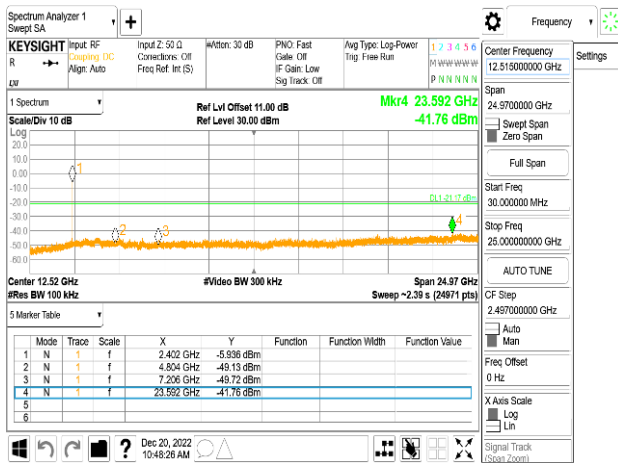 Spectrum Analyzer 1
Swept SA
Frequency
KEYSIGHT
Input: RF
Coupling: DC
Align: Auto
Input Z: 50 Ω
Corrections: Off
Freq Ref: Int (S)
#Atten: 30 dB
PNO: Fast
Gate: Off
IF Gain: Low
Sig Track: Off
Avg Type: Log-Power
Trig: Free Run
1 2 3 4 5 6
M W W W W W
P N N N N N
R
LXI
1 Spectrum
Scale/Div 10 dB
Ref Lvl Offset 11.00 dB
Ref Level 30.00 dBm
Mkr4 23.592 GHz
-41.76 dBm
Log
20.0
10.0
0.00
-10.0
-20.0
-30.0
-40.0
-50.0
-60.0
1
2
3
4
DL1 -21.17 dBm
Center 12.52 GHz
#Video BW 300 kHz
Span 24.97 GHz
#Res BW 100 kHz
Sweep ~2.39 s (24971 pts)
5 Marker Table
Mode Trace Scale X Y Function Function Width Function Value
1 N 1 f 2.402 GHz -5.936 dBm
2 N 1 f 4.804 GHz -49.13 dBm
3 N 1 f 7.206 GHz -49.72 dBm
4 N 1 f 23.592 GHz -41.76 dBm
5
6
Dec 20, 2022
10:48:26 AM
Center Frequency
12.515000000 GHz
Settings
Span
24.9700000 GHz
Swept Span
Zero Span
Full Span
Start Freq
30.000000 MHz
Stop Freq
25.000000000 GHz
AUTO TUNE
CF Step
2.497000000 GHz
Auto
Man
Freq Offset
0 Hz
X Axis Scale
Log
Lin
Signal Track
(Span Zoom)